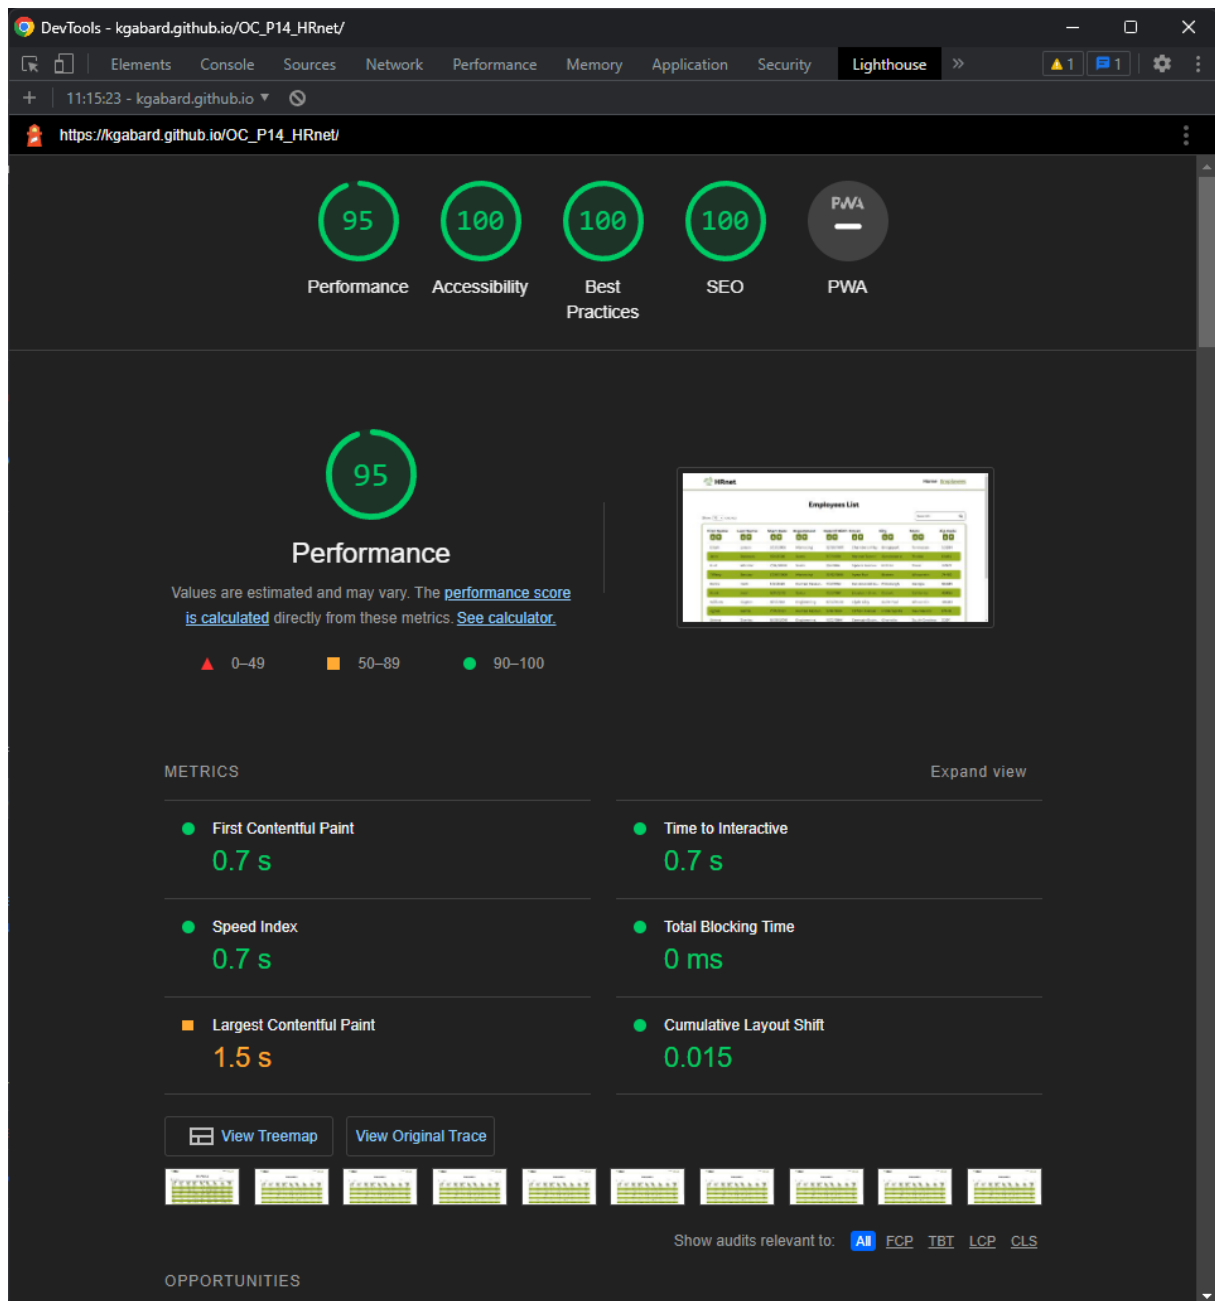 DevTools - kgabard.github.io/OC_P14_HRnet/
Elements Console Sources Network Performance Memory Application Security Lighthouse » 1 1
+ 11:15:23 - kgabard.github.io ▼
https://kgabard.github.io/OC_P14_HRnet/
95 100 100 100 PWA
Performance Accessibility Best Practices SEO PWA
95
HRnet Home Employees
Employees List
Performance
Values are estimated and may vary. The performance score
is calculated directly from these metrics. See calculator.
0–49 50–89 90–100
METRICS Expand view
First Contentful Paint Time to Interactive
0.7 s 0.7 s
Speed Index Total Blocking Time
0.7 s 0 ms
Largest Contentful Paint Cumulative Layout Shift
1.5 s 0.015
View Treemap View Original Trace
Show audits relevant to: All FCP TBT LCP CLS
OPPORTUNITIES